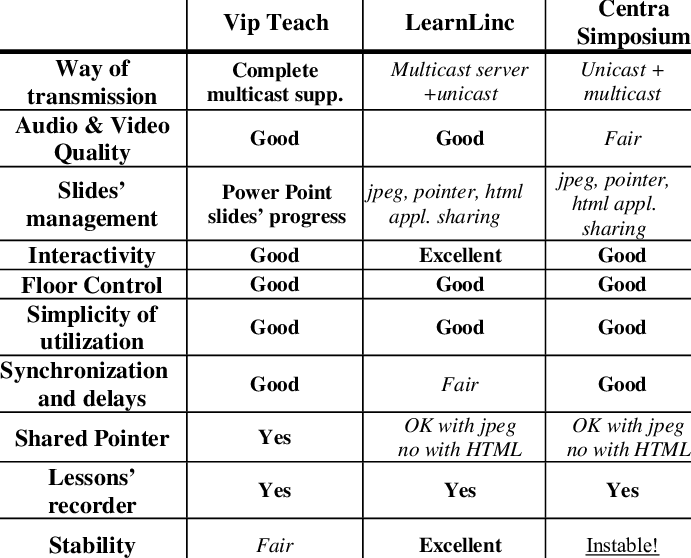 Vip Teach LearnLinc Centra Simposium
Way of transmission Complete multicast supp. Multicast server +unicast Unicast + multicast
Audio & Video Quality Good Good Fair
Slides' management Power Point slides' progress jpeg, pointer, html appl. sharing jpeg, pointer, html appl. sharing
Interactivity Good Excellent Good
Floor Control Good Good Good
Simplicity of utilization Good Good Good
Synchronization and delays Good Fair Good
Shared Pointer Yes OK with jpeg no with HTML OK with jpeg no with HTML
Lessons' recorder Yes Yes Yes
Stability Fair Excellent Instable!